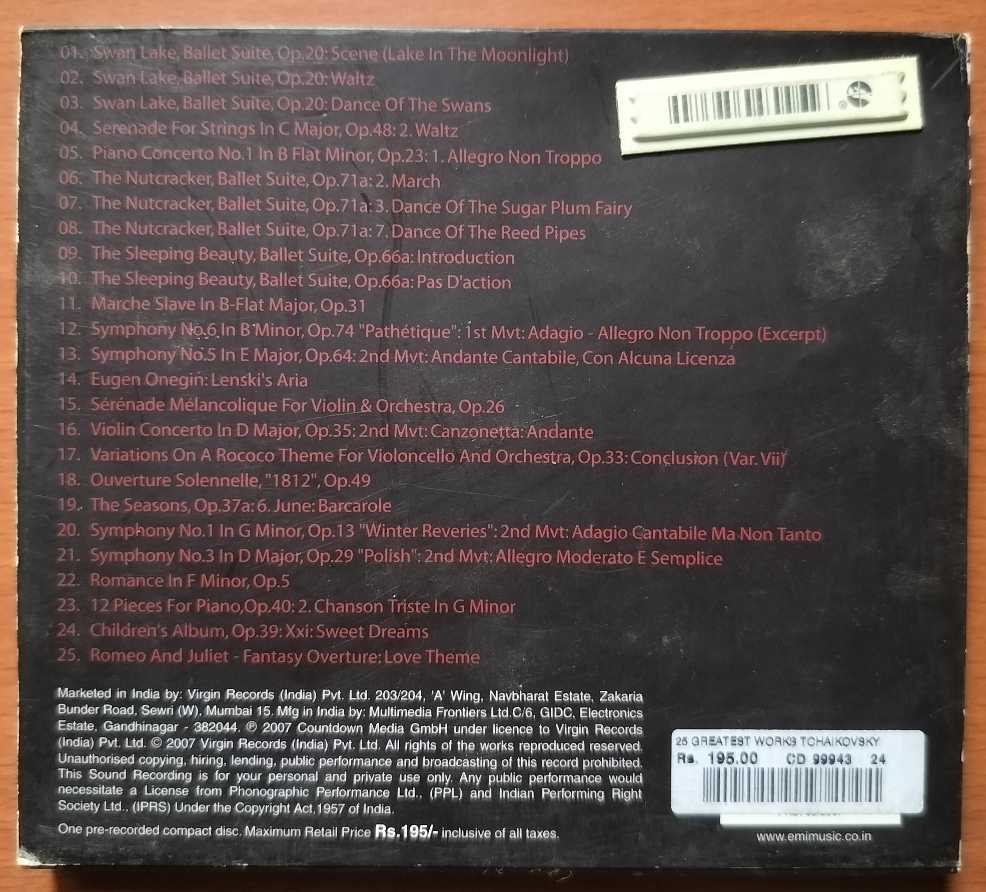 01. Swan Lake, Ballet Suite, Op.20: Scene (Lake In The Moonlight)
02. Swan Lake, Ballet Suite, Op.20: Waltz
03. Swan Lake, Ballet Suite, Op.20: Dance Of The Swans
04. Serenade For Strings In C Major, Op.48: 2. Waltz
05. Piano Concerto No.1 In B Flat Minor, Op.23: 1. Allegro Non Troppo
06. The Nutcracker, Ballet Suite, Op.71a: 2. March
07. The Nutcracker, Ballet Suite, Op.71a: 3. Dance Of The Sugar Plum Fairy
08. The Nutcracker, Ballet Suite, Op.71a: 7. Dance Of The Reed Pipes
09. The Sleeping Beauty, Ballet Suite, Op.66a: Introduction
10. The Sleeping Beauty, Ballet Suite, Op.66a: Pas D'action
11. Marche Slave In B-Flat Major, Op.31
12. Symphony No.6 In B Minor, Op.74 "Pathétique": 1st Mvt: Adagio - Allegro Non Troppo (Excerpt)
13. Symphony No.5 In E Major, Op.64: 2nd Mvt: Andante Cantabile, Con Alcuna Licenza
14. Eugen Onegin: Lenski's Aria
15. Sérénade Mélancolique For Violin & Orchestra, Op.26
16. Violin Concerto In D Major, Op.35: 2nd Mvt: Canzonetta: Andante
17. Variations On A Rococo Theme For Violoncello And Orchestra, Op.33: Conclusion (Var. Vii)
18. Ouverture Solennelle, "1812", Op.49
19. The Seasons, Op.37a: 6. June: Barcarole
20. Symphony No.1 In G Minor, Op.13 "Winter Reveries": 2nd Mvt: Adagio Cantabile Ma Non Tanto
21. Symphony No.3 In D Major, Op.29 "Polish": 2nd Mvt: Allegro Moderato E Semplice
22. Romance In F Minor, Op.5
23. 12 Pieces For Piano,Op.40: 2. Chanson Triste In G Minor
24. Children's Album, Op.39: Xxi: Sweet Dreams
25. Romeo And Juliet - Fantasy Overture: Love Theme
Marketed in India by: Virgin Records (India) Pvt. Ltd. 203/204, 'A' Wing, Navbharat Estate, Zakaria
Bunder Road, Sewri (W), Mumbai 15. Mfg in India by: Multimedia Frontiers Ltd.C/6, GIDC, Electronics
Estate, Gandhinagar - 382044. ℗ 2007 Countdown Media GmbH under licence to Virgin Records
(India) Pvt. Ltd. © 2007 Virgin Records (India) Pvt. Ltd. All rights of the works reproduced reserved.
Unauthorised copying, hiring, lending, public performance and broadcasting of this record prohibited.
This Sound Recording is for your personal and private use only. Any public performance would
necessitate a License from Phonographic Performance Ltd., (PPL) and Indian Performing Right
Society Ltd., (IPRS) Under the Copyright Act,1957 of India.
One pre-recorded compact disc. Maximum Retail Price Rs.195/- inclusive of all taxes.
25 GREATEST WORKS TCHAIKOVSKY
Rs. 195.00 CD 99943 24
www.emimusic.co.in